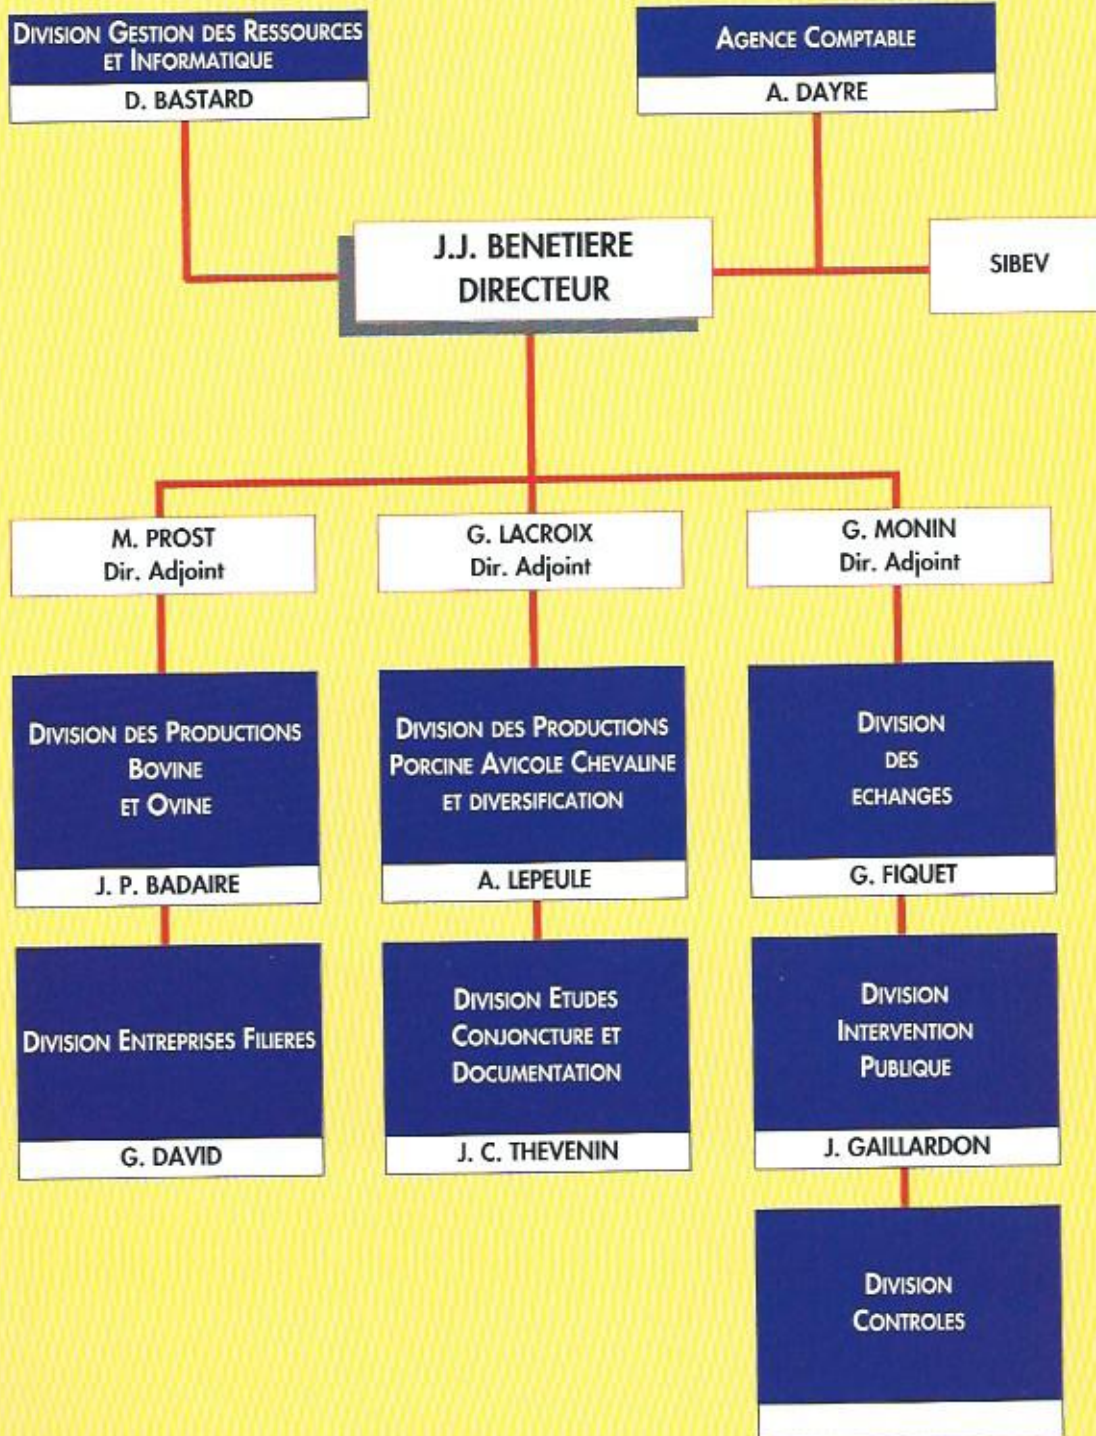 DIVISION GESTION DES RESSOURCES
ET INFORMATIQUE
D. BASTARD
AGENCE COMPTABLE
A. DAYRE
J.J. BENETIERE
DIRECTEUR
SIBEV
M. PROST
Dir. Adjoint
G. LACROIX
Dir. Adjoint
G. MONIN
Dir. Adjoint
DIVISION DES PRODUCTIONS
BOVINE
ET OVINE
J. P. BADAIRE
DIVISION DES PRODUCTIONS
PORCINE AVICOLE CHEVALINE
ET DIVERSIFICATION
A. LEPEULE
DIVISION
DES
ECHANGES
G. FIQUET
DIVISION ENTREPRISES FILIERES
G. DAVID
DIVISION ETUDES
CONJONCTURE ET
DOCUMENTATION
J. C. THEVENIN
DIVISION
INTERVENTION
PUBLIQUE
J. GAILLARDON
DIVISION
CONTROLES